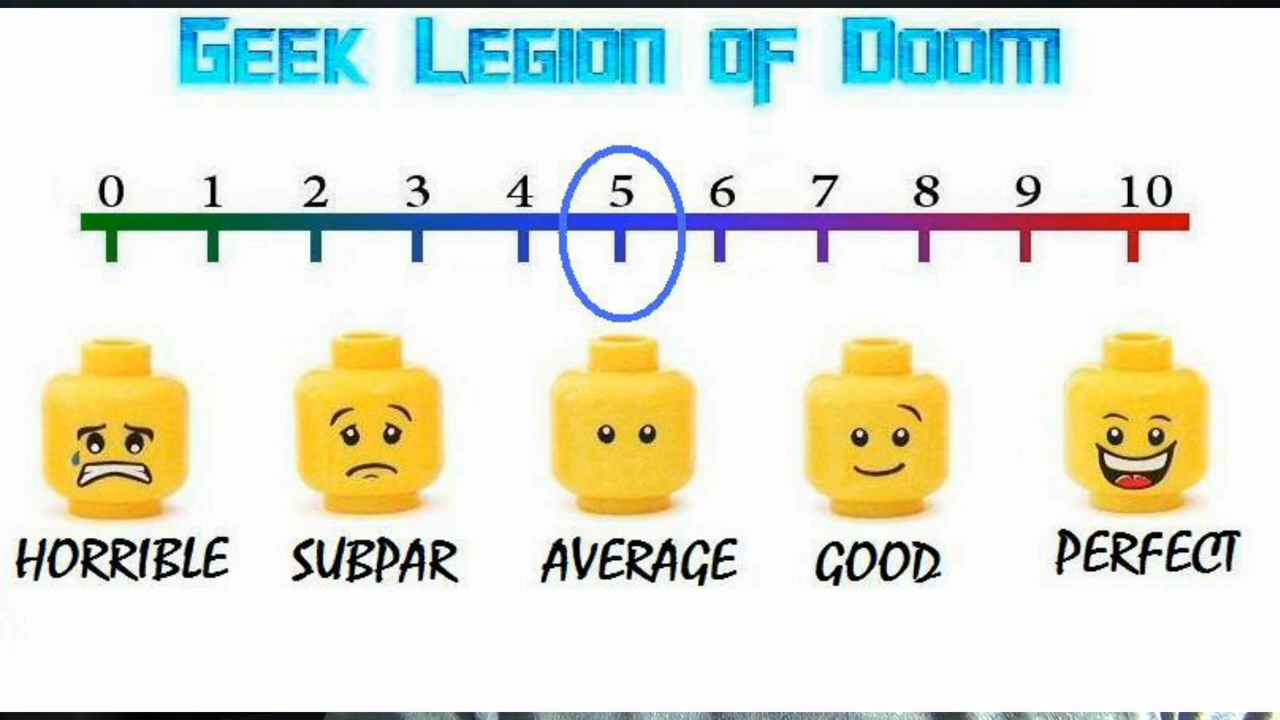 GEEK LEGION OF DOOM
0 1 2 3 4 5 6 7 8 9 10
HORRIBLE SUBPAR AVERAGE GOOD PERFECT